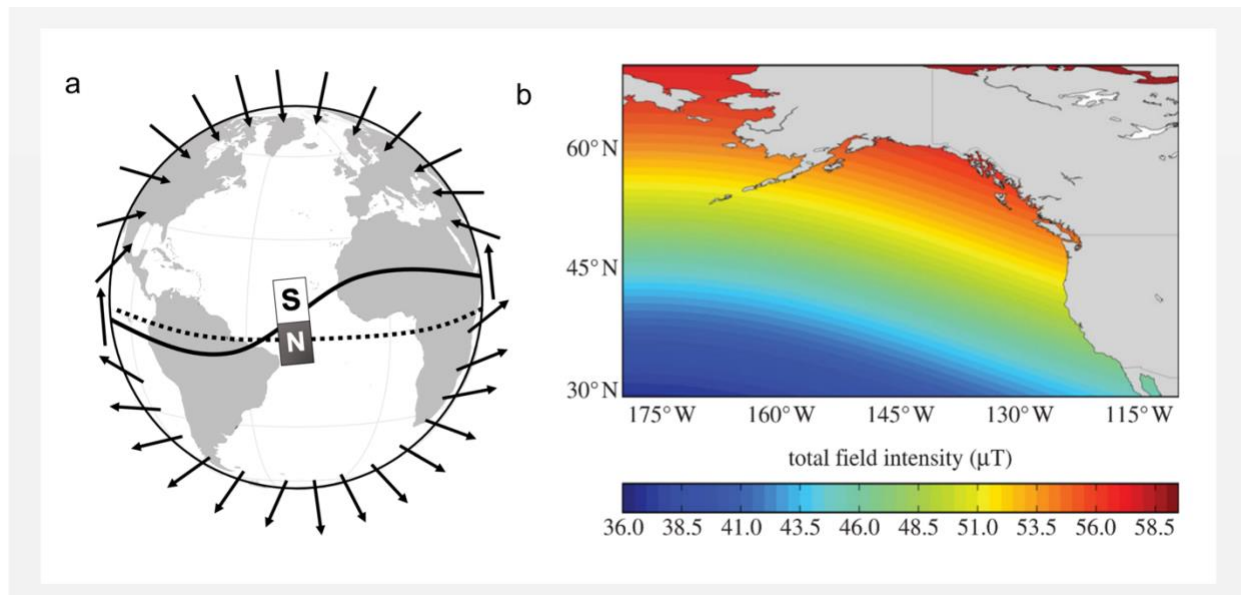 a
b
S
N
60° N
45° N
30° N
175° W 160° W 145° W 130° W 115° W
total field intensity (μT)
36.0 38.5 41.0 43.5 46.0 48.5 51.0 53.5 56.0 58.5